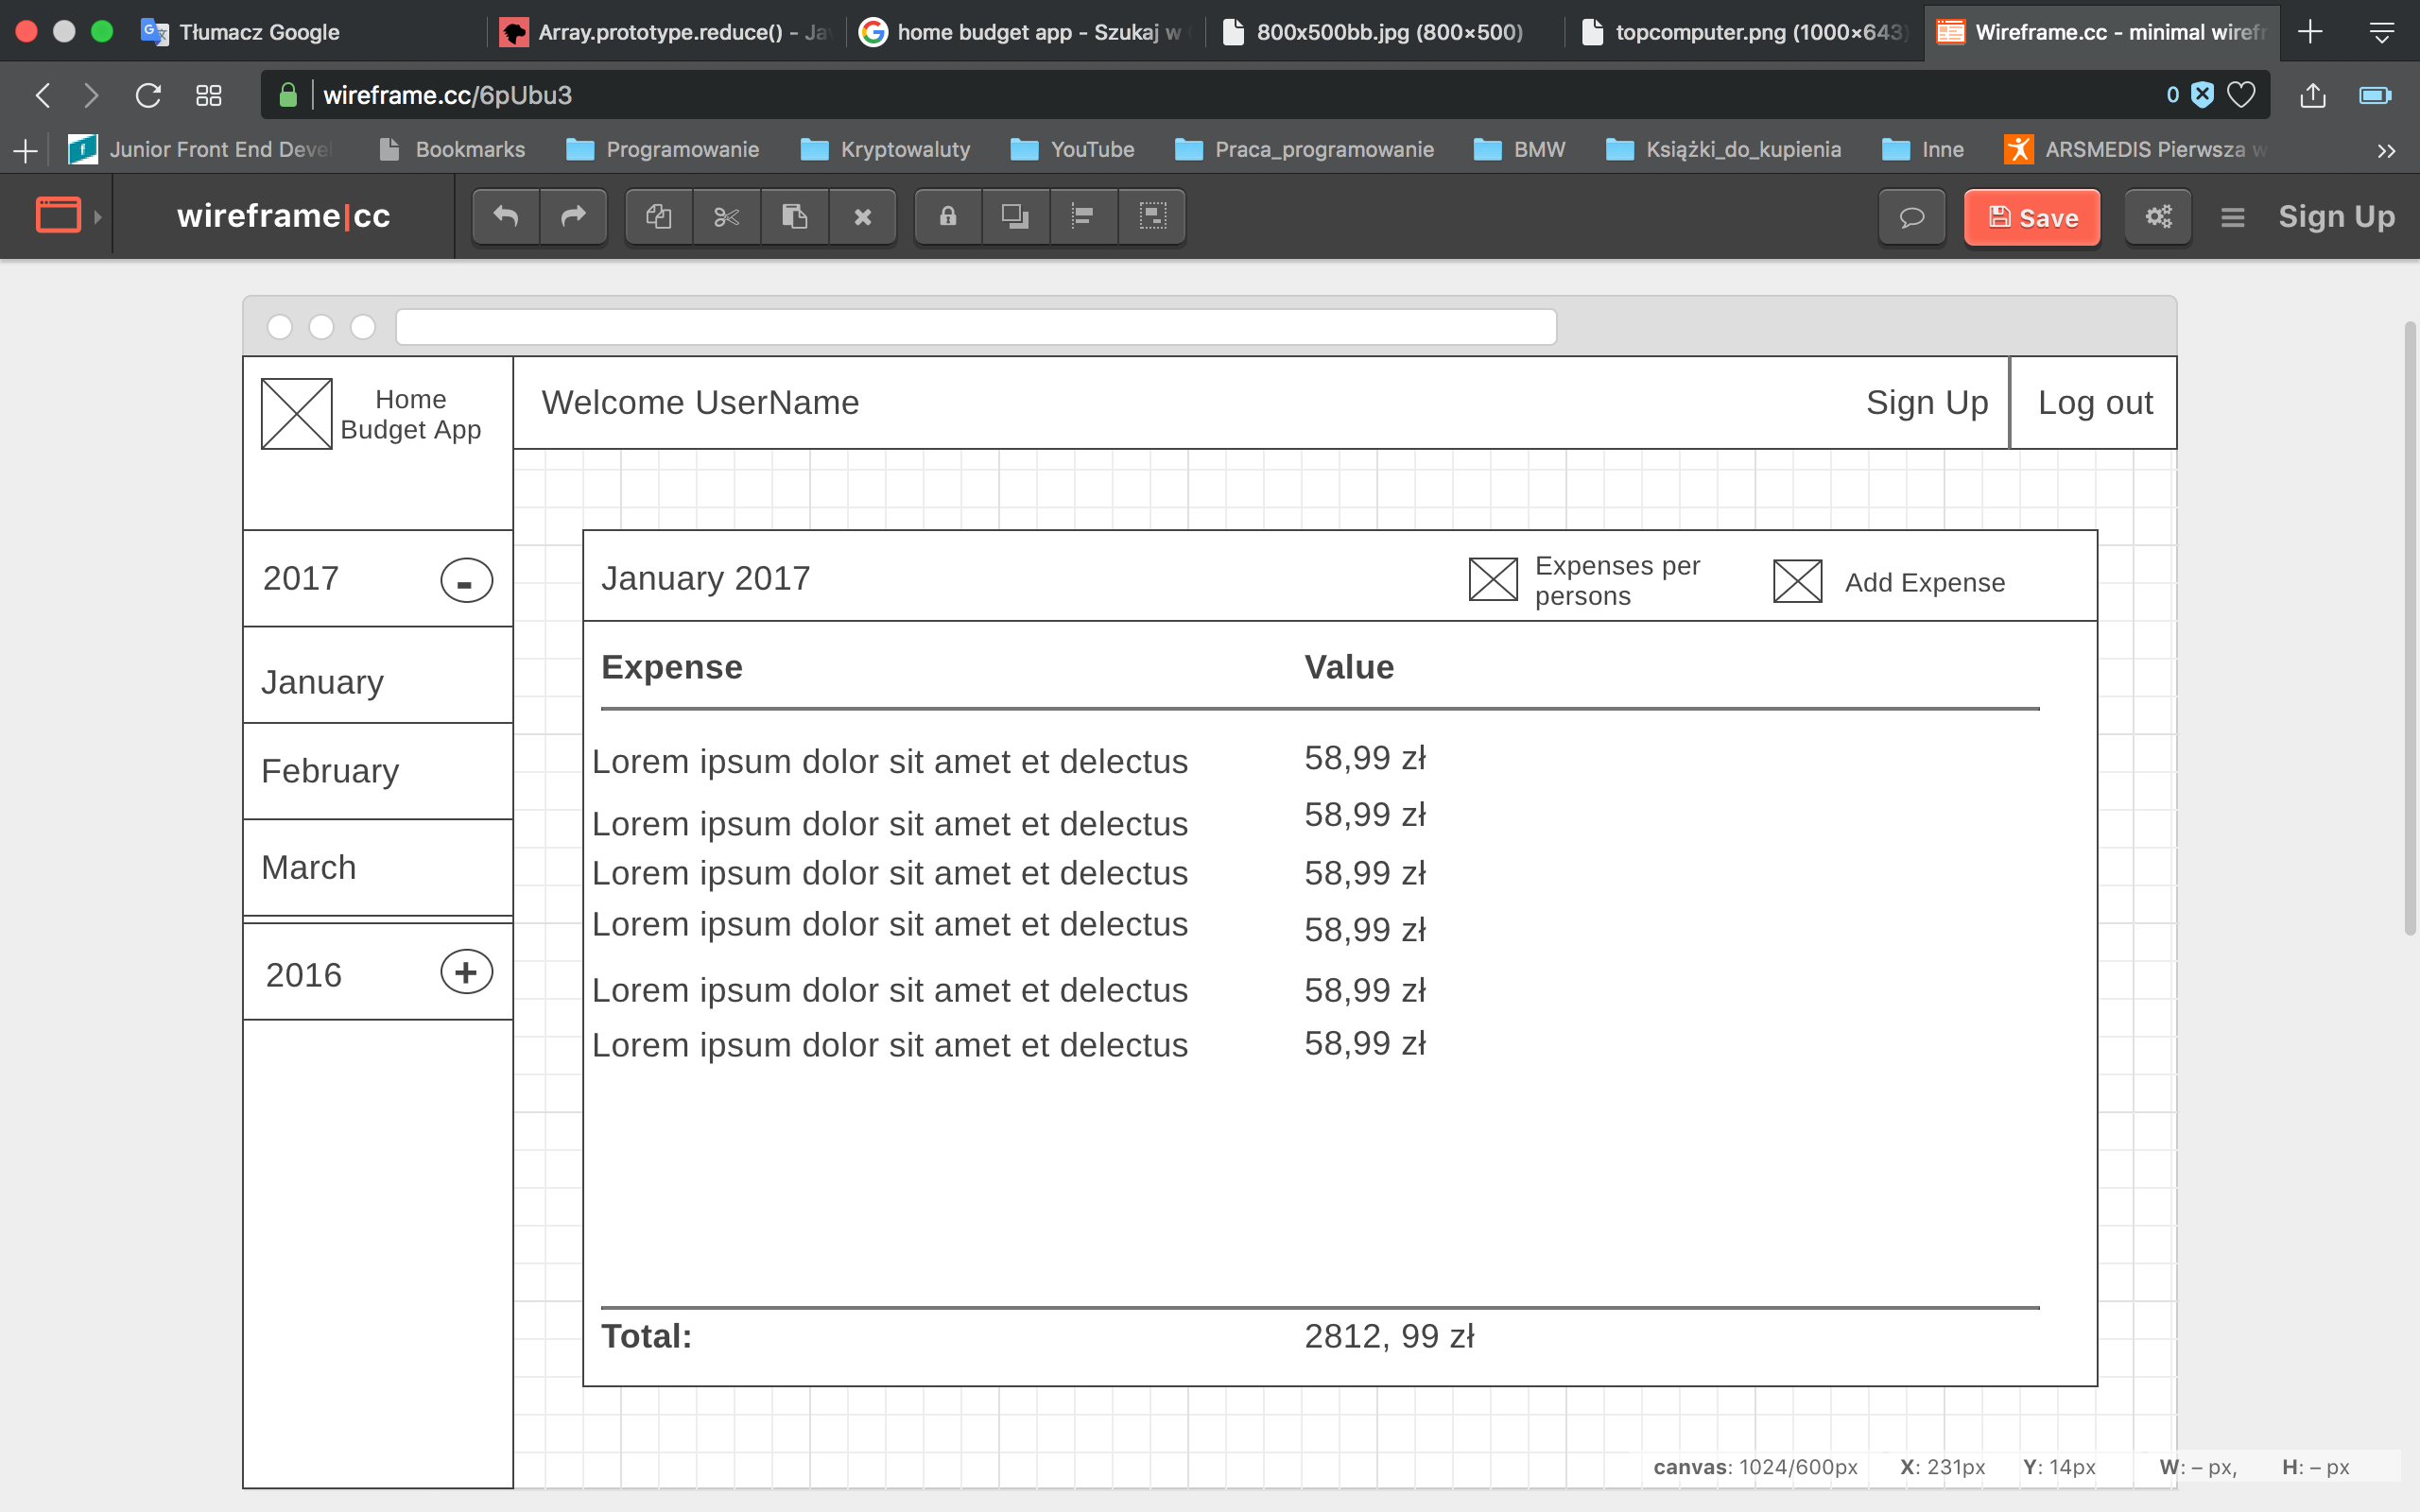 Tłumacz Google
Array.prototype.reduce() - Ja
home budget app - Szukaj w
800x500bb.jpg (800×500)
topcomputer.png (1000×643)
Wireframe.cc - minimal wiref
wireframe.cc/6pUbu3
0
Junior Front End Deve
Bookmarks
Programowanie
Kryptowaluty
YouTube
Praca_programowanie
BMW
Książki_do_kupienia
Inne
ARSMEDIS Pierwsza w
wireframe|cc
Save
Sign Up
Home
Budget App
Welcome UserName
Sign Up
Log out
2017
-
January
February
March
2016
+
January 2017
Expenses per
persons
Add Expense
Expense
Value
Lorem ipsum dolor sit amet et delectus
58,99 zł
Lorem ipsum dolor sit amet et delectus
58,99 zł
Lorem ipsum dolor sit amet et delectus
58,99 zł
Lorem ipsum dolor sit amet et delectus
58,99 zł
Lorem ipsum dolor sit amet et delectus
58,99 zł
Lorem ipsum dolor sit amet et delectus
58,99 zł
Total:
2812, 99 zł
canvas: 1024/600px
X: 231px
Y: 14px
W: – px,
H: – px